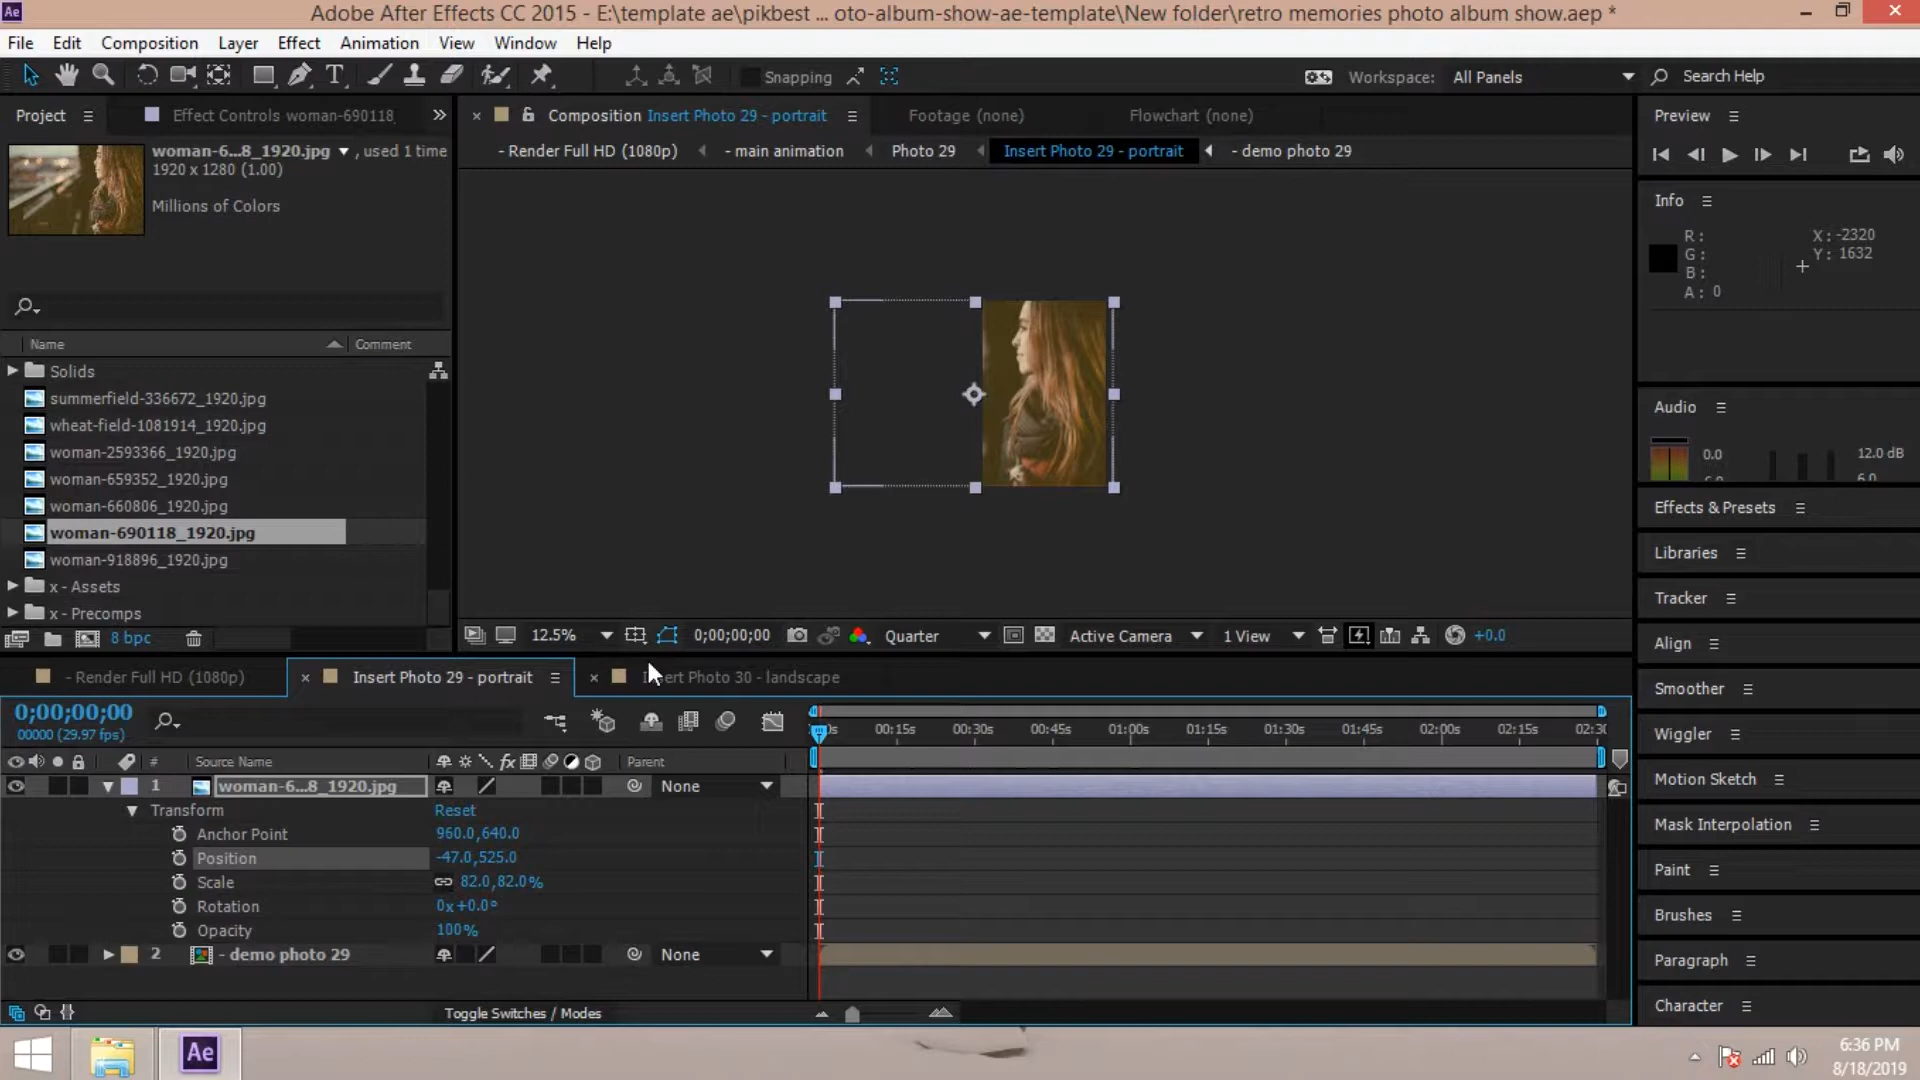 Ae Adobe After Effects CC 2015 - E:\template ae\pikbest ... oto-album-show-ae-template\New folder\retro memories photo album show.aep *
File Edit Composition Layer Effect Animation View Window Help
Snapping Workspace: All Panels Search Help
Project Effect Controls woman-690118
woman-6...8_1920.jpg , used 1 time
1920 x 1280 (1.00)
Millions of Colors
Name Comment
Solids
summerfield-336672_1920.jpg
wheat-field-1081914_1920.jpg
woman-2593366_1920.jpg
woman-659352_1920.jpg
woman-660806_1920.jpg
woman-690118_1920.jpg
woman-918896_1920.jpg
x - Assets
x - Precomps
8 bpc
Composition Insert Photo 29 - portrait Footage (none) Flowchart (none)
- Render Full HD (1080p) - main animation Photo 29 Insert Photo 29 - portrait - demo photo 29
12.5% 0;00;00;00 Quarter Active Camera 1 View +0.0
Preview
Info
R : X : -2320
G : Y : 1632
B :
A : 0
Audio
0.0 12.0 dB
Effects & Presets
Libraries
Tracker
Align
Smoother
Wiggler
Motion Sketch
Mask Interpolation
Paint
Brushes
Paragraph
Character
- Render Full HD (1080p) Insert Photo 29 - portrait ert Photo 30 - landscape
0;00;00;00
00000 (29.97 fps)
00:15s 00:30s 00:45s 01:00s 01:15s 01:30s 01:45s 02:00s 02:15s 02:30
# Source Name fx Parent
1 woman-6...8_1920.jpg None
Transform Reset
Anchor Point 960.0,640.0
Position -47.0,525.0
Scale 82.0,82.0%
Rotation 0x+0.0°
Opacity 100%
2 - demo photo 29 None
Toggle Switches / Modes
Ae
6:36 PM
8/18/2019